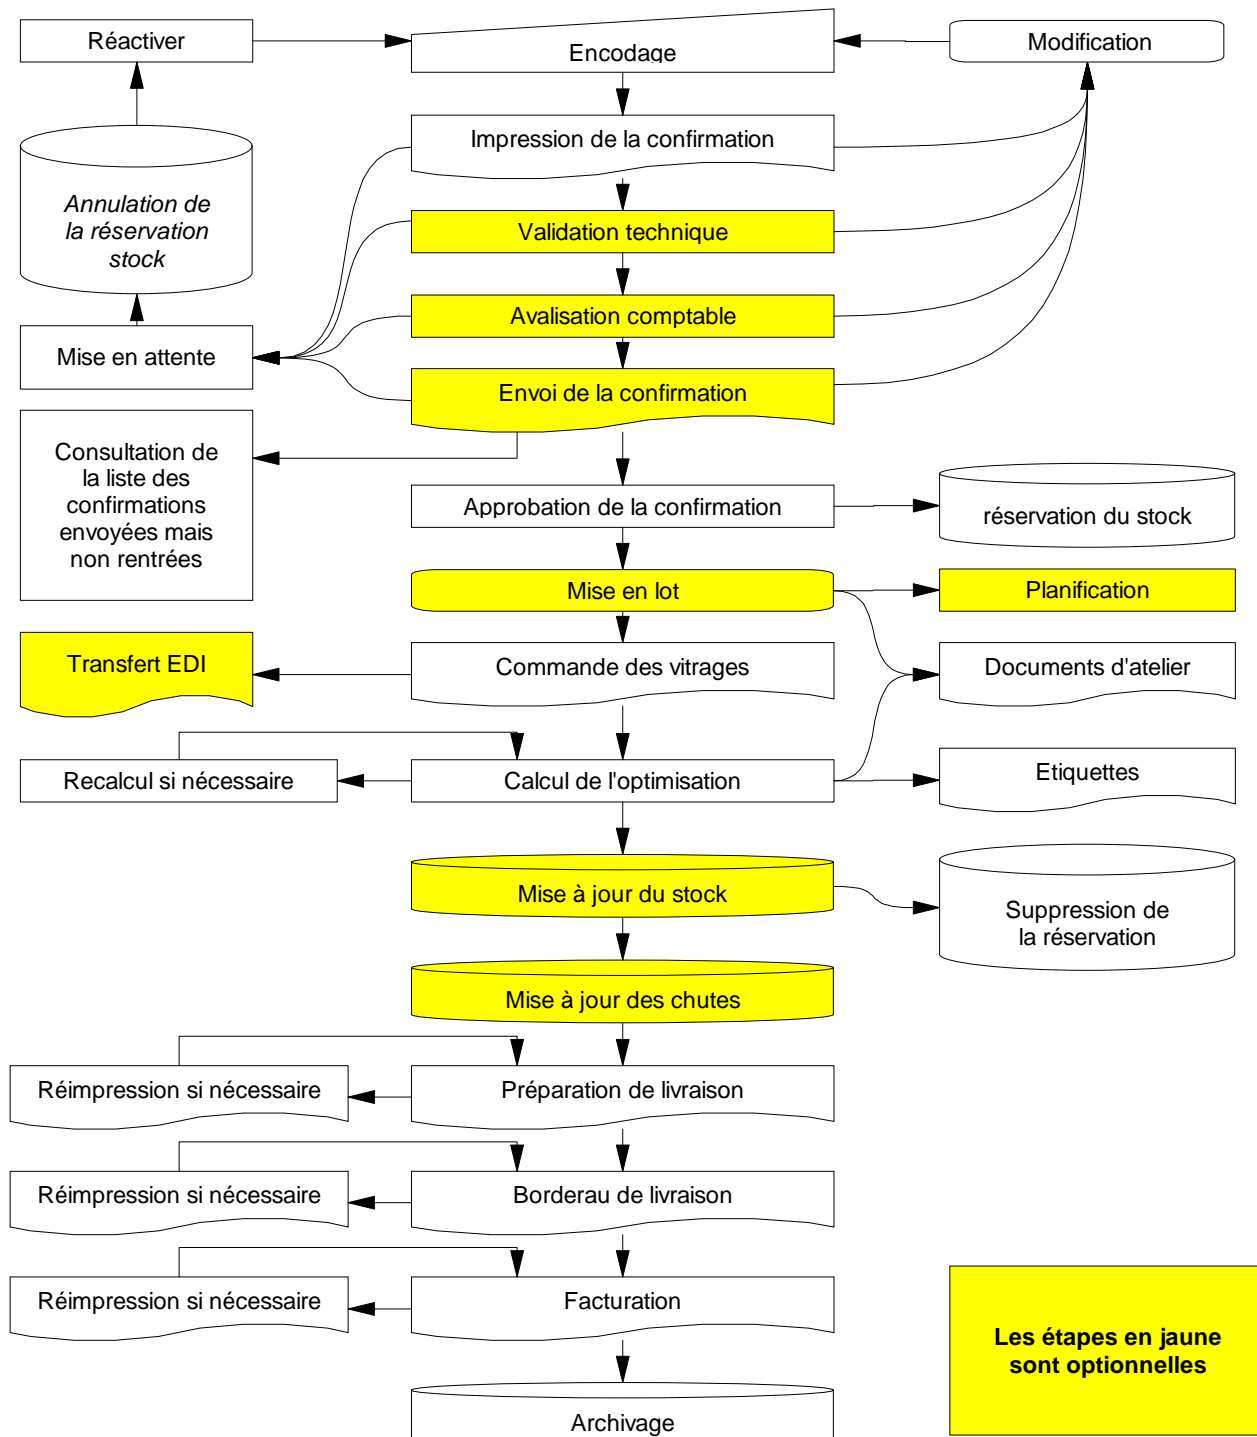 Réactiver
Encodage
Modification
Impression de la confirmation
Annulation de
la réservation
stock
Validation technique
Avalisation comptable
Mise en attente
Envoi de la confirmation
Consultation de
la liste des
confirmations
envoyées mais
non rentrées
Approbation de la confirmation
réservation du stock
Mise en lot
Planification
Transfert EDI
Commande des vitrages
Documents d'atelier
Recalcul si nécessaire
Calcul de l'optimisation
Etiquettes
Mise à jour du stock
Suppression de
la réservation
Mise à jour des chutes
Réimpression si nécessaire
Préparation de livraison
Réimpression si nécessaire
Borderau de livraison
Réimpression si nécessaire
Facturation
Les étapes en jaune
sont optionnelles
Archivage